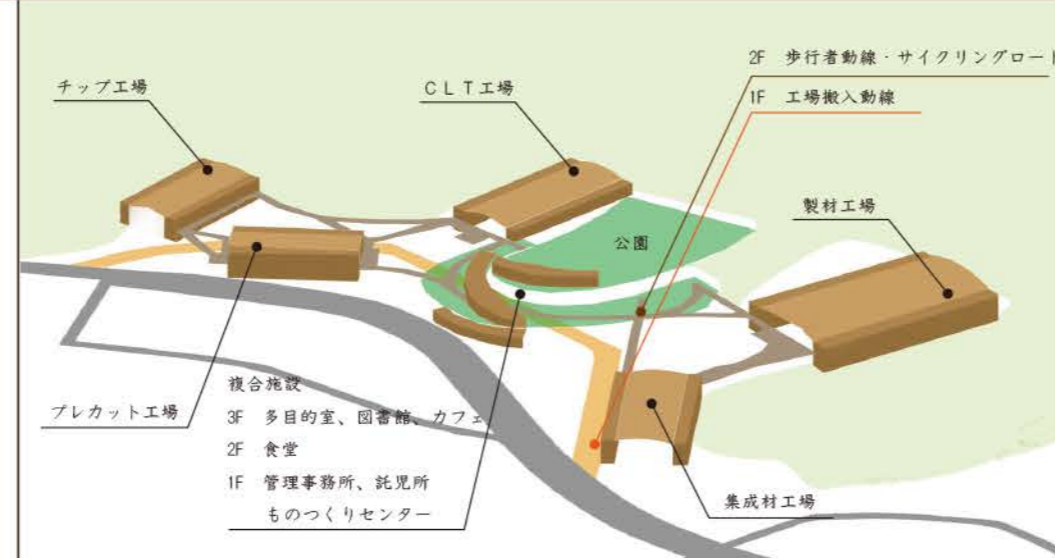 2F 歩行者動線・サイクリングロード
チップ工場
CLT工場
1F 工場搬入動線
製材工場
公園
複合施設
プレカット工場
3F 多目的室、図書館、カフェ
2F 食堂
1F 管理事務所、託児所
ものつくりセンター
集成材工場